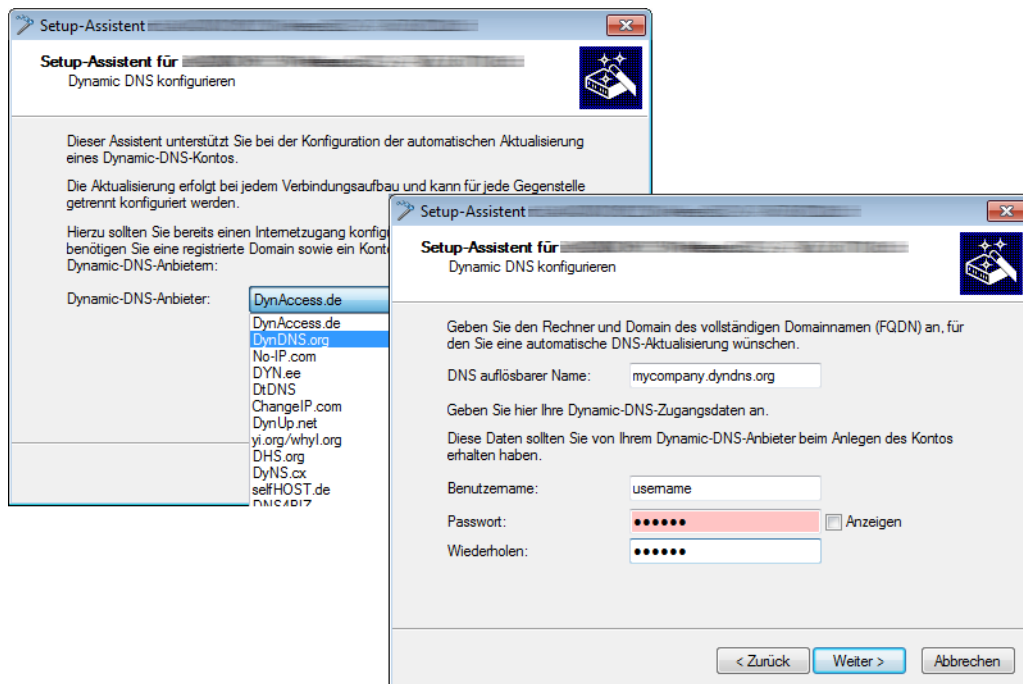 Setup-Assistent
Setup-Assistent für
Dynamic DNS konfigurieren
Dieser Assistent unterstützt Sie bei der Konfiguration der automatischen Aktualisierung
eines Dynamic-DNS-Kontos.
Die Aktualisierung erfolgt bei jedem Verbindungsaufbau und kann für jede Gegenstelle
getrennt konfiguriert werden.
Hierzu sollten Sie bereits einen Internetzugang konfigu
benötigen Sie eine registrierte Domain sowie ein Konto
Dynamic-DNS-Anbietern:
Dynamic-DNS-Anbieter:
DynAccess.de
DynAccess.de
DynDNS.org
No-IP.com
DYN.ee
DtDNS
ChangeIP.com
DynUp.net
yi.org/whyI.org
DHS.org
DyNS.cx
selfHOST.de
DNS4BIZ
Setup-Assistent
Setup-Assistent für
Dynamic DNS konfigurieren
Geben Sie den Rechner und Domain des vollständigen Domainnamen (FQDN) an, für
den Sie eine automatische DNS-Aktualisierung wünschen.
DNS auflösbarer Name: mycompany.dyndns.org
Geben Sie hier Ihre Dynamic-DNS-Zugangsdaten an.
Diese Daten sollten Sie von Ihrem Dynamic-DNS-Anbieter beim Anlegen des Kontos
erhalten haben.
Benutzername: username
Passwort: ●●●●●● Anzeigen
Wiederholen: ●●●●●●
< Zurück Weiter > Abbrechen